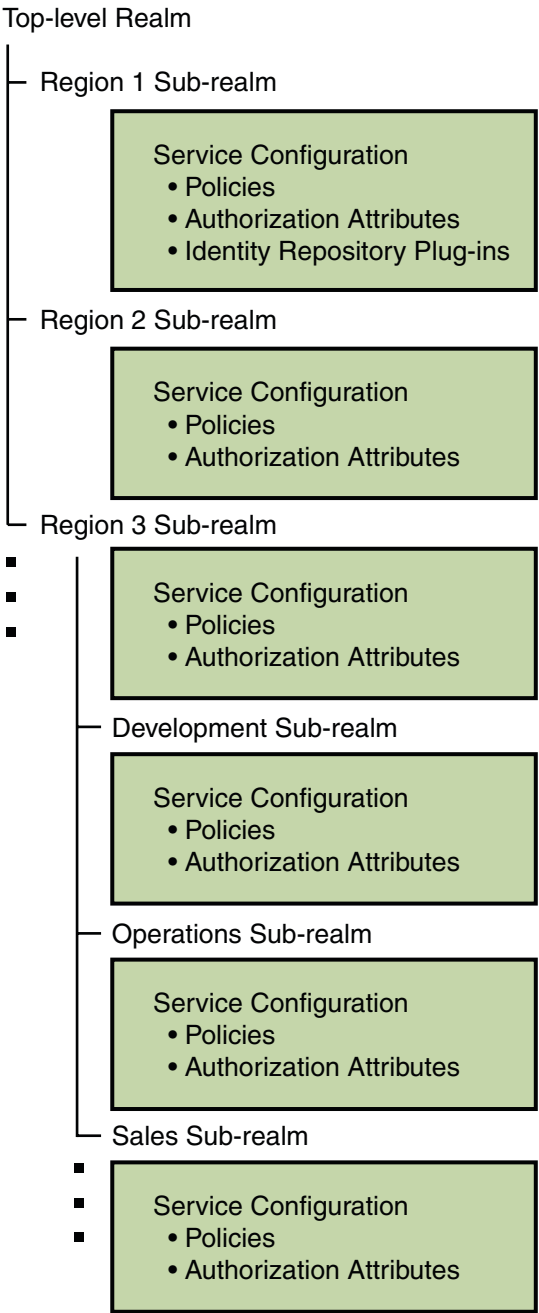 Top-level Realm
Region 1 Sub-realm
Service Configuration
• Policies
• Authorization Attributes
• Identity Repository Plug-ins
Region 2 Sub-realm
Service Configuration
• Policies
• Authorization Attributes
Region 3 Sub-realm
Service Configuration
• Policies
• Authorization Attributes
Development Sub-realm
Service Configuration
• Policies
• Authorization Attributes
Operations Sub-realm
Service Configuration
• Policies
• Authorization Attributes
Sales Sub-realm
Service Configuration
• Policies
• Authorization Attributes